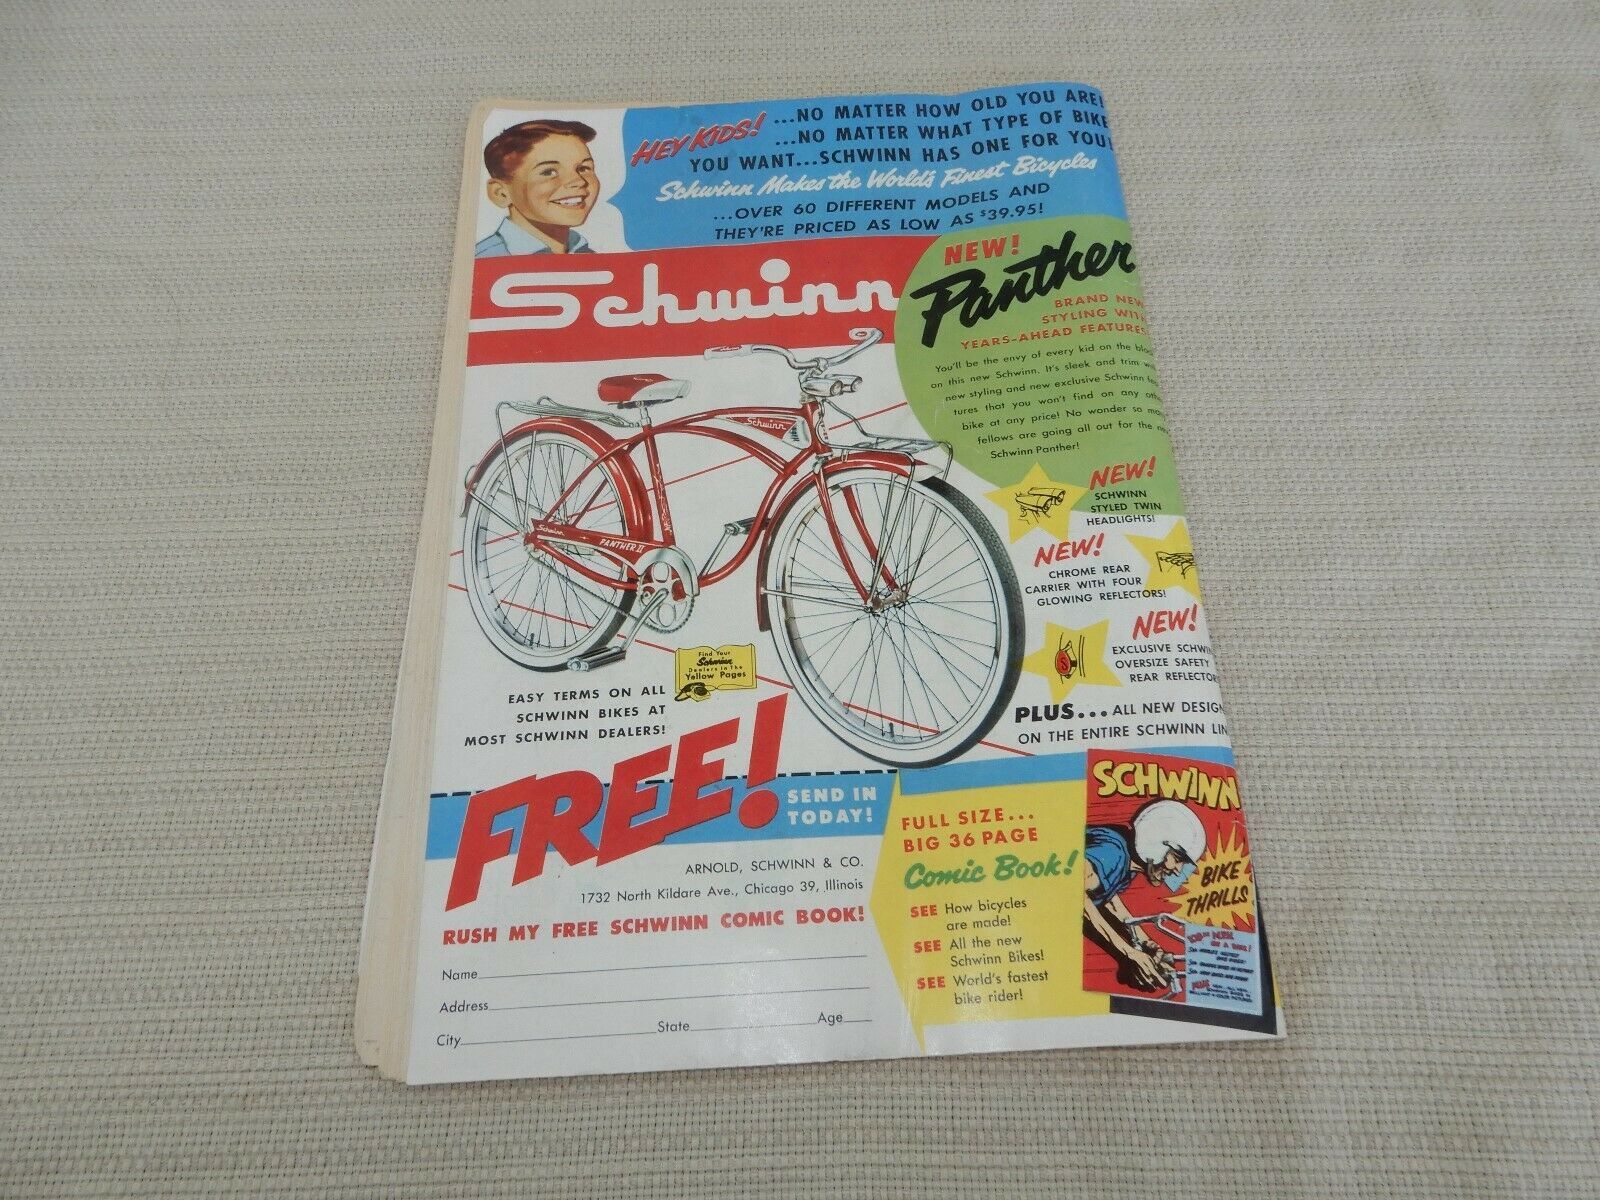 HEY KIDS!
...NO MATTER HOW OLD YOU ARE!
...NO MATTER WHAT TYPE OF BIKE
YOU WANT...SCHWINN HAS ONE FOR YOU!
Schwinn Makes the World's Finest Bicycles
...OVER 60 DIFFERENT MODELS AND
THEY'RE PRICED AS LOW AS $39.95!
Schwinn
NEW!
Panther
BRAND NEW
STYLING WITH
YEARS-AHEAD FEATURES
You'll be the envy of every kid on the block
on this new Schwinn. It's sleek and trim with
new styling and new exclusive Schwinn fea-
tures that you won't find on any other
bike at any price! No wonder so many
fellows are going all out for the new
Schwinn Panther!
Schwinn
Schwinn
PANTHER II
NEW!
SCHWINN
STYLED TWIN
HEADLIGHTS!
NEW!
CHROME REAR
CARRIER WITH FOUR
GLOWING REFLECTORS!
NEW!
EXCLUSIVE SCHWIN
OVERSIZE SAFETY
REAR REFLECTOR
S
PLUS... ALL NEW DESIGN
ON THE ENTIRE SCHWINN LIN
Find Your
Schwinn
Dealers in The
Yellow Pages
EASY TERMS ON ALL
SCHWINN BIKES AT
MOST SCHWINN DEALERS!
FREE!
SEND IN
TODAY!
ARNOLD, SCHWINN & CO.
1732 North Kildare Ave., Chicago 39, Illinois
RUSH MY FREE SCHWINN COMIC BOOK!
Name
Address
City State Age
FULL SIZE...
BIG 36 PAGE
Comic Book!
SEE How bicycles
are made!
SEE All the new
Schwinn Bikes!
SEE World's fastest
bike rider!
SCHWINN
BIKE
THRILLS
ON A BIKE!
PLUS